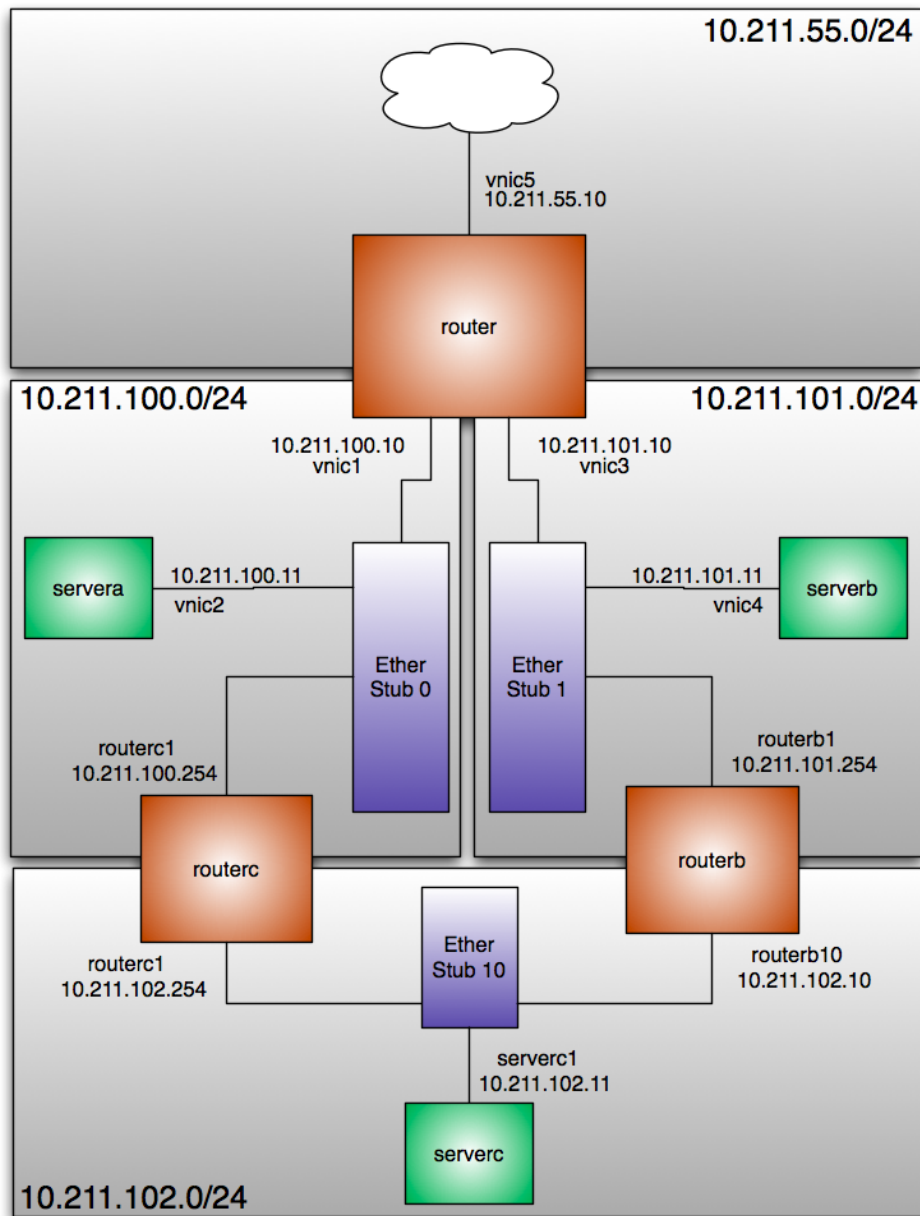 10.211.55.0/24
vnic5
10.211.55.10
router
10.211.100.0/24
10.211.101.0/24
10.211.100.10
vnic1
10.211.101.10
vnic3
servera
10.211.100.11
vnic2
10.211.101.11
vnic4
serverb
Ether
Stub 0
Ether
Stub 1
routerc1
10.211.100.254
routerb1
10.211.101.254
routerc
routerb
routerc1
10.211.102.254
Ether
Stub 10
routerb10
10.211.102.10
serverc1
10.211.102.11
serverc
10.211.102.0/24